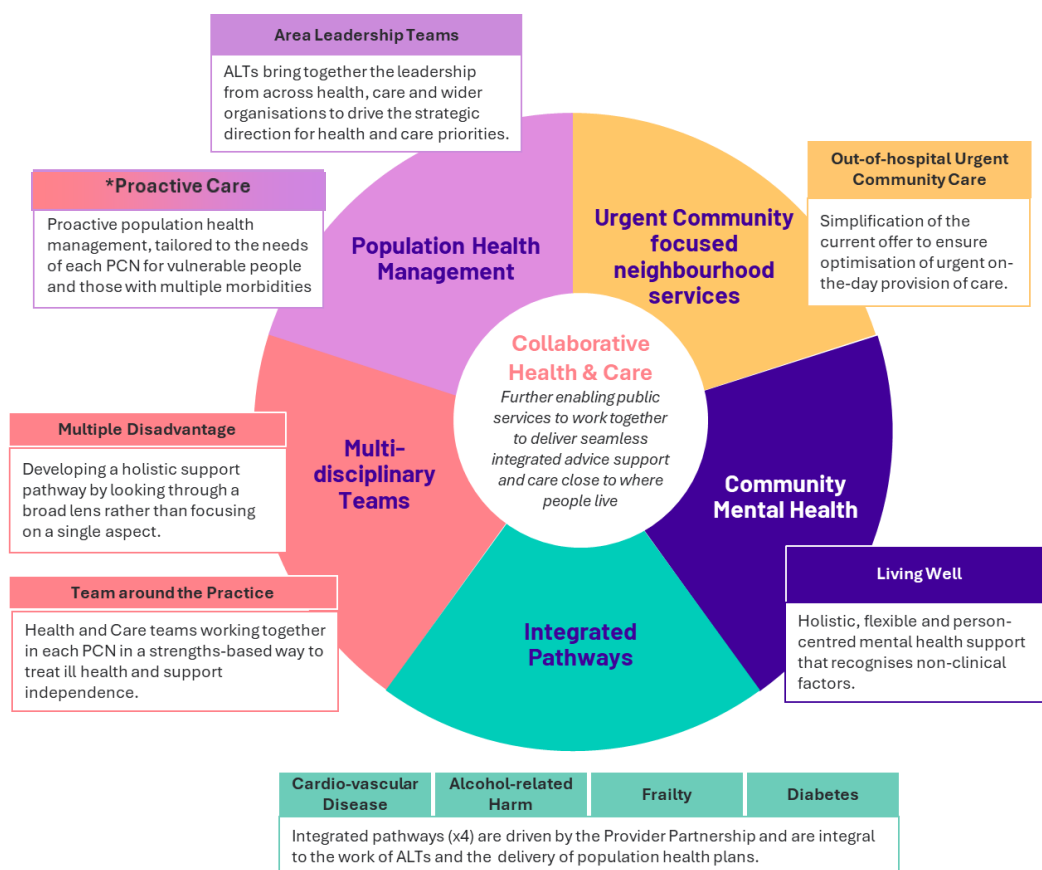 Area Leadership Teams
ALTs bring together the leadership
from across health, care and wider
organisations to drive the strategic
direction for health and care priorities.
*Proactive Care
Proactive population health
management, tailored to the needs
of each PCN for vulnerable people
and those with multiple morbidities
Population Health
Management
Urgent Community
focused
neighbourhood
services
Out-of-hospital Urgent
Community Care
Simplification of the
current offer to ensure
optimisation of urgent on-
the-day provision of care.
Collaborative
Health & Care
Further enabling public
services to work together
to deliver seamless
integrated advice support
and care close to where
people live
Multiple Disadvantage
Developing a holistic support
pathway by looking through a
broad lens rather than focusing
on a single aspect.
Multi-
disciplinary
Teams
Community
Mental Health
Team around the Practice
Health and Care teams working together
in each PCN in a strengths-based way to
treat ill health and support
independence.
Living Well
Holistic, flexible and person-
centred mental health support
that recognises non-clinical
factors.
Integrated
Pathways
Cardio-vascular
Disease
Alcohol-related
Harm
Frailty
Diabetes
Integrated pathways (x4) are driven by the Provider Partnership and are integral
to the work of ALTs and the delivery of population health plans.